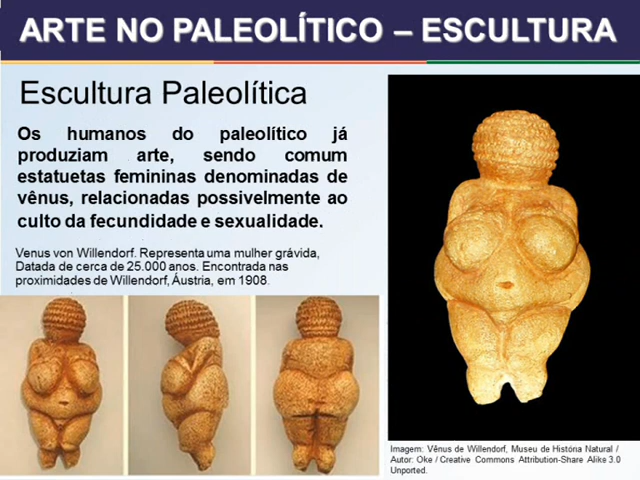 ARTE NO PALEOLÍTICO – ESCULTURA
Escultura Paleolítica
Os humanos do paleolítico já
produziam arte, sendo comum
estatuetas femininas denominadas de
vênus, relacionadas possivelmente ao
culto da fecundidade e sexualidade.
Venus von Willendorf. Representa uma mulher grávida,
Datada de cerca de 25.000 anos. Encontrada nas
proximidades de Willendorf, Áustria, em 1908.
Imagem: Vênus de Willendorf, Museu de História Natural /
Autor: Oke / Creative Commons Attribution-Share Alike 3.0
Unported.